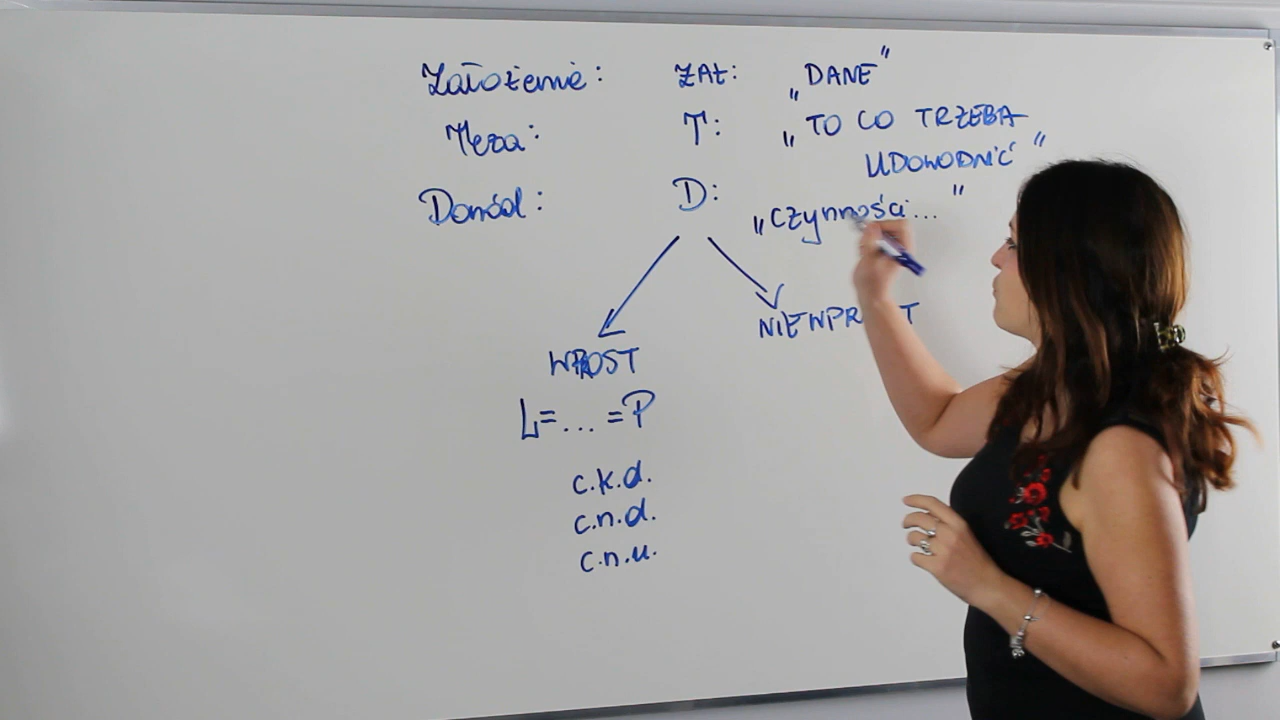 Założenie: ZAŁ: „DANE"
Teza: T: „TO CO TRZEBA
UDOWODNIĆ"
Dowód: D: „czynności..."
WPROST
L=...=P
c.k.d.
c.n.d.
c.n.u.